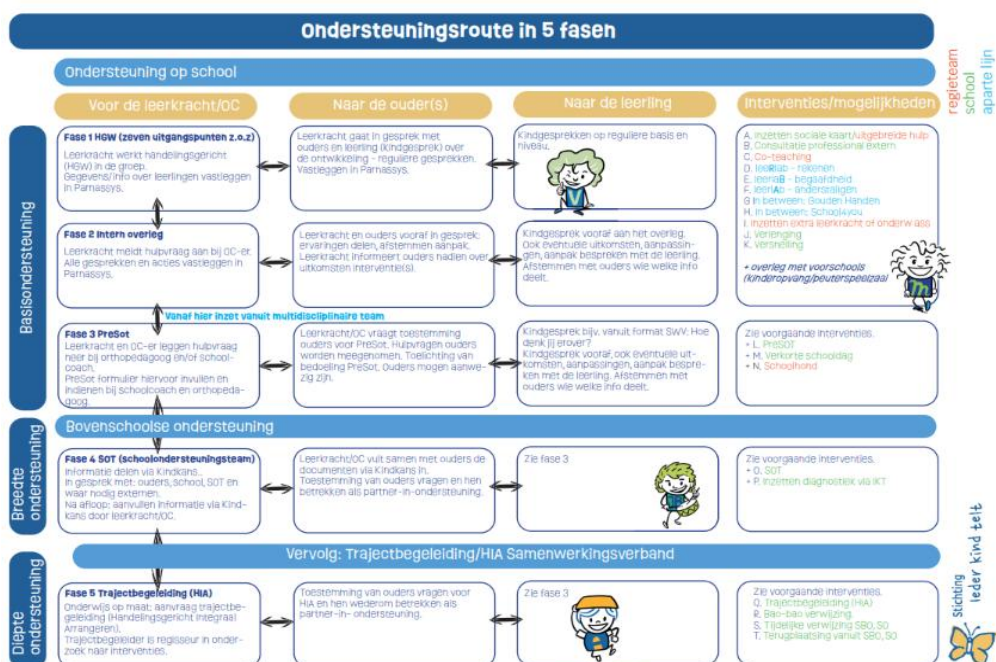 Ondersteuningsroute in 5 fasen
Ondersteuning op school
Voor de leerkracht/OC
Naar de ouder(s)
Naar de leerling
Interventies/mogelijkheden
regieteam
school
aparte lijn
Basisondersteuning
Fase 1 HGW (zeven uitgangspunten z.o.z)
Leerkracht werkt handelingsgericht
(HGW) in de groep.
Gegevens/info over leerlingen vastleggen
in Parnassys.
Leerkracht gaat in gesprek met
ouders en leerling (kindgesprek) over
de ontwikkeling - reguliere gesprekken.
Vastleggen in Parnassys.
Kindgesprekken op reguliere basis en
niveau.
A. Inzetten sociale kaart/uitgebreide hulp
B. Consultatie professional extern
C. Co-teaching
D. leeRlab - rekenen
E. leerlaB - begaafdheid
F. leerlAb - anderstaligen
G In between: Gouden Handen
H. In between: School4you
I. Inzetten extra leerkracht of onderw ass
J. Verlenging
K. Versnelling
+ overleg met voorschools
(kinderopvang/peuterspeelzaal)
Fase 2 Intern overleg
Leerkracht meldt hulpvraag aan bij OC-er.
Alle gesprekken en acties vastleggen in
Parnassys.
Leerkracht en ouders vooraf in gesprek:
ervaringen delen, afstemmen aanpak.
Leerkracht informeert ouders nadien over
uitkomsten interventie(s).
Kindgesprek vooraf aan het overleg.
Ook eventuele uitkomsten, aanpassin-
gen, aanpak bespreken met de leerling.
Afstemmen met ouders wie welke info
deelt.
Vanaf hier inzet vanuit multidiscliplinaire team
Fase 3 PreSot
Leerkracht en OC-er leggen hulpvraag
neer bij orthopedagoog en/of school-
coach.
PreSot formulier hiervoor invullen en
indienen bij schoolcoach en orthopeda-
goog.
Leerkracht/OC vraagt toestemming
ouders voor PreSot. Hulpvragen ouders
worden meegenomen. Toelichting van
bedoeling PreSot. Ouders mogen aanwe-
zig zijn.
Kindgesprek bijv. vanuit format SWV: Hoe
denk jij erover?
Kindgesprek vooraf, ook eventuele uit-
komsten, aanpassingen, aanpak bespre-
ken met de leerling. Afstemmen met
ouders wie welke info deelt.
Zie voorgaande interventies.
+ L. PreSOT
+ M. Verkorte schooldag
+ N. Schoolhond
Breedte
ondersteuning
Bovenschoolse ondersteuning
Fase 4 SOT (schoolondersteuningsteam)
Informatie delen via Kindkans..
In gesprek met: ouders, school, SOT en
waar nodig externen.
Na afloop: aanvullen informatie via Kind-
kans door leerkracht/OC.
Leerkracht/OC vult samen met ouders de
documenten via Kindkans in.
Toestemming van ouders vragen en hen
betrekken als partner-in-ondersteuning.
Zie fase 3
Zie voorgaande interventies.
+ O. SOT
+ P. Inzetten diagnostiek via IKT
Diepte
ondersteuning
Vervolg: Trajectbegeleiding/HIA Samenwerkingsverband
Fase 5 Trajectbegeleiding (HIA)
Onderwijs op maat: aanvraag trajectbe-
geleiding (Handelingsgericht Integraal
Arrangeren).
Trajectbegeleider is regisseur in onder-
zoek naar interventies.
Toestemming van ouders vragen voor
HIA en hen wederom betrekken als
partner-in- ondersteuning.
Zie fase 3
Zie voorgaande interventies.
Q. Trajectbegeleiding (HIA)
R. Bao-bao verwijzing
S. Tijdelijke verwijzing SBO, SO
T. Terugplaatsing vanuit SBO, SO
Stichting
Ieder kind telt